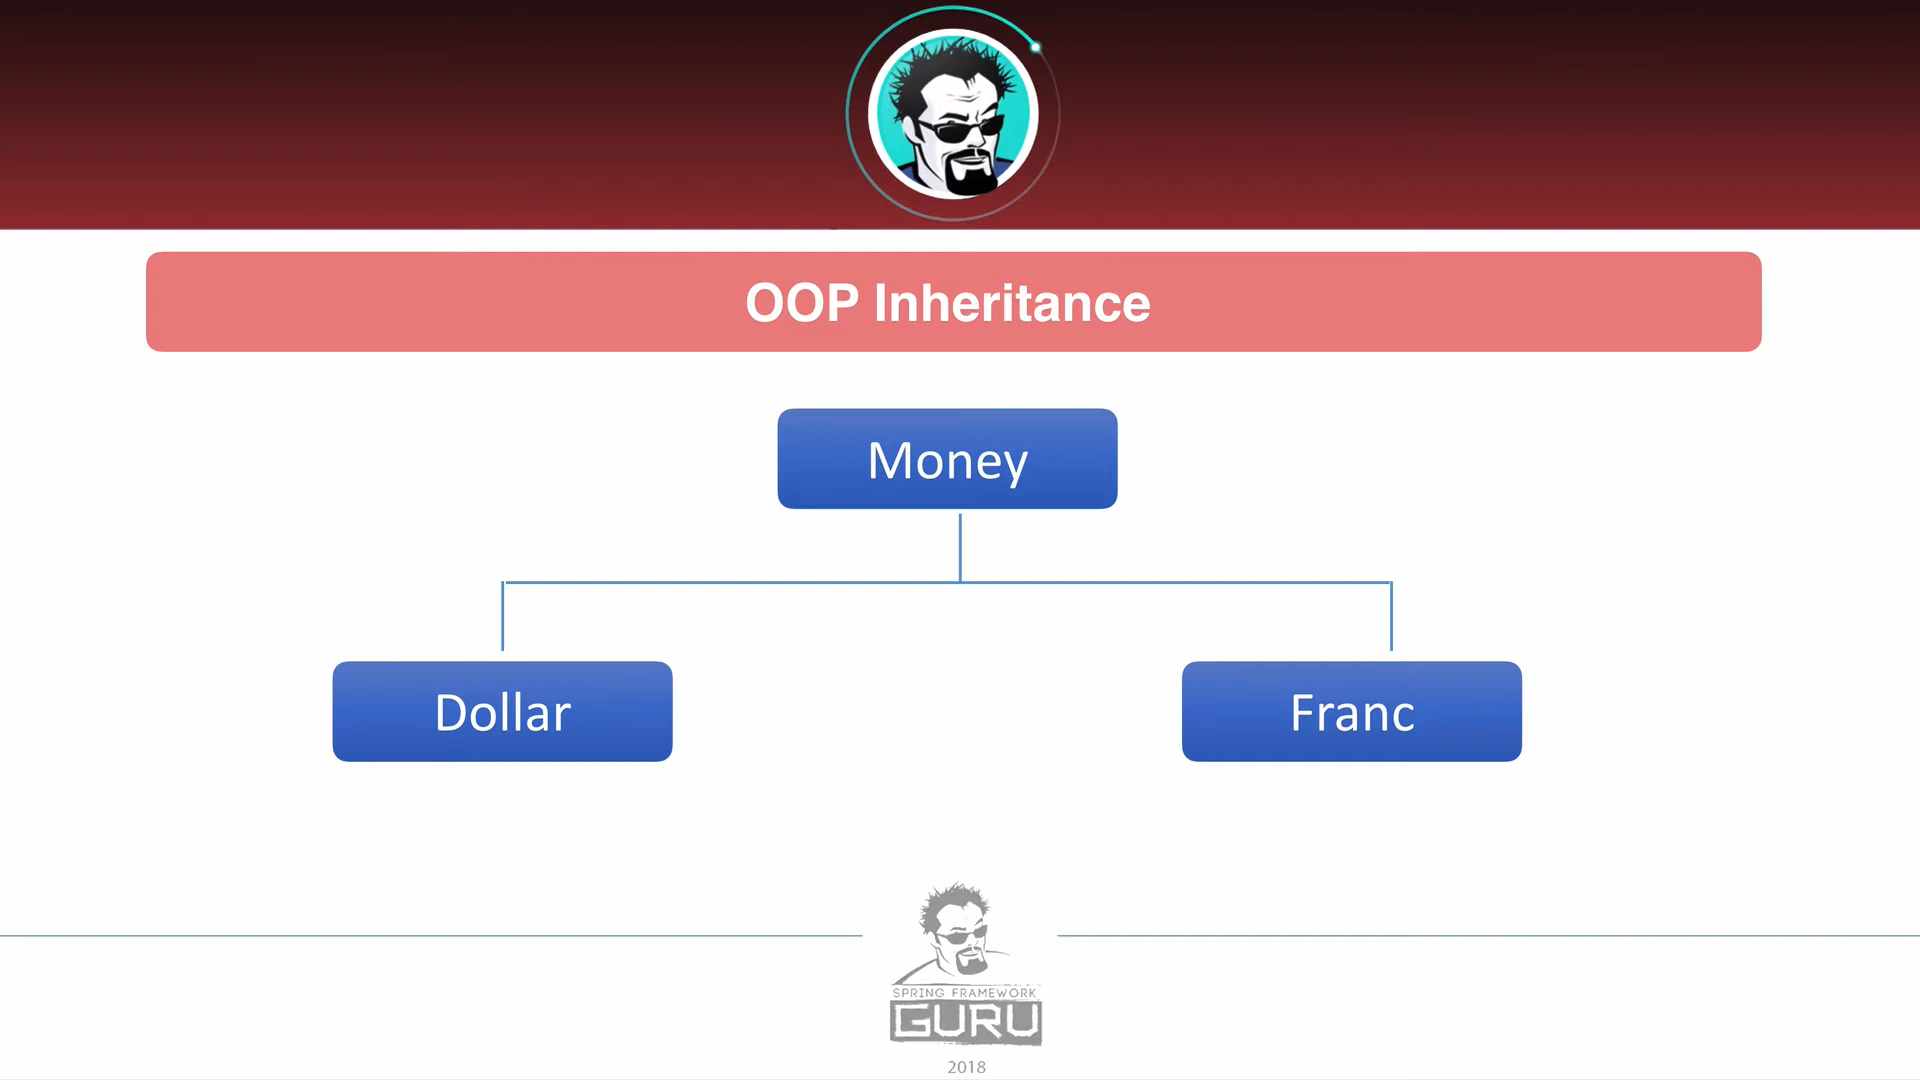 OOP Inheritance
Money
Dollar
Franc
SPRING FRAMEWORK
GURU
2018